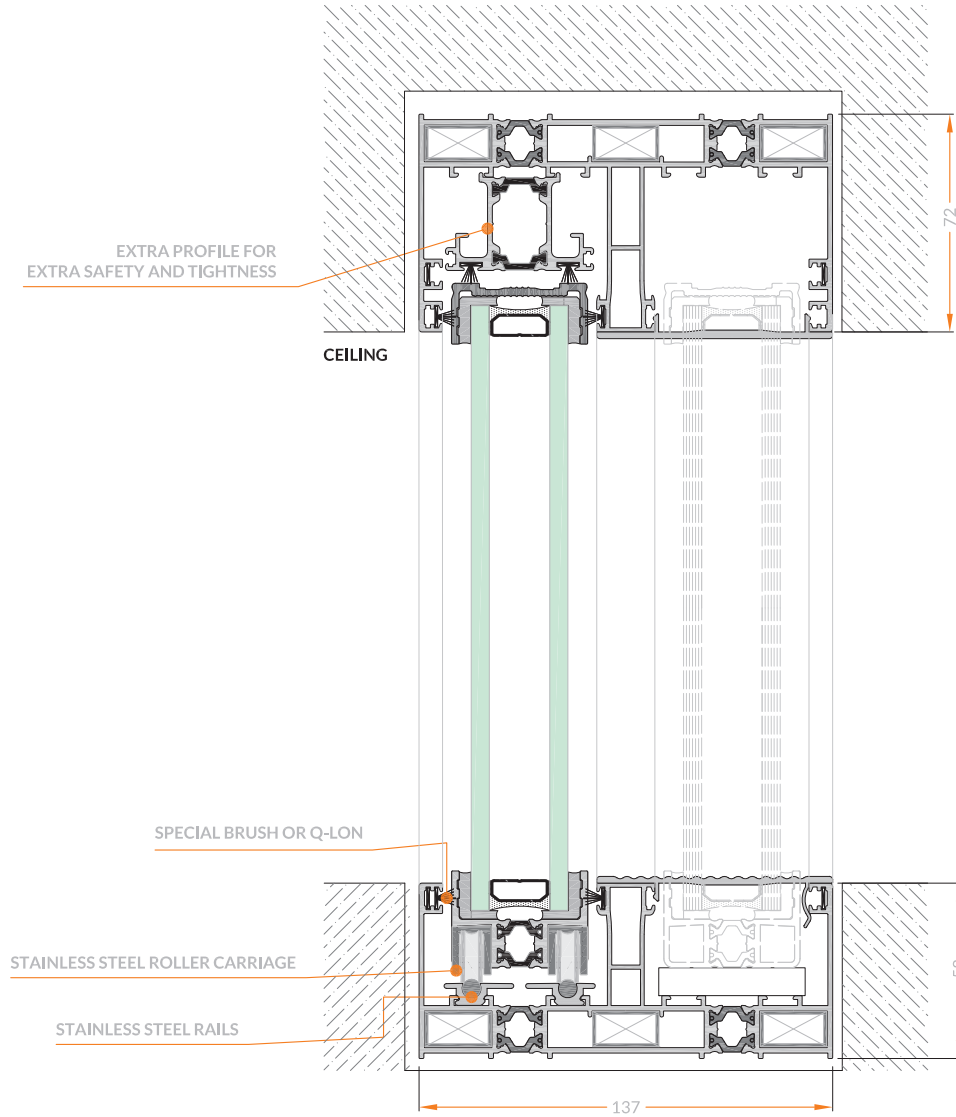 72
EXTRA PROFILE FOR
EXTRA SAFETY AND TIGHTNESS
CEILING
SPECIAL BRUSH OR Q-LON
STAINLESS STEEL ROLLER CARRIAGE
STAINLESS STEEL RAILS
137